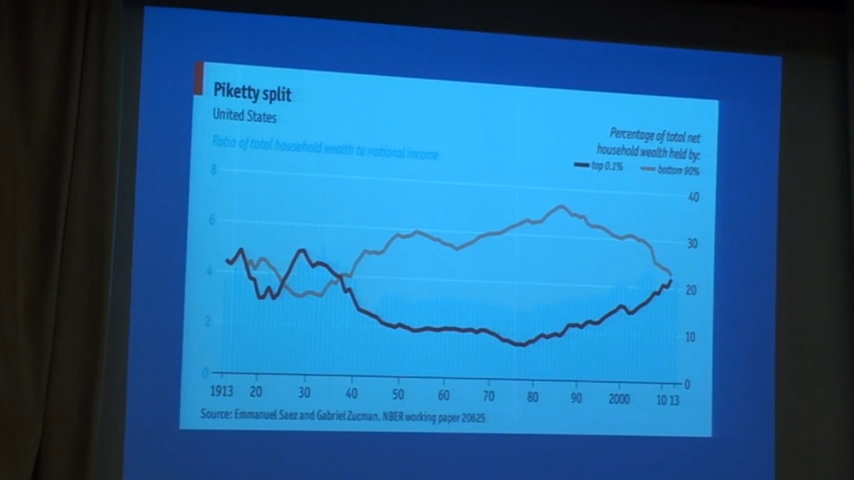 Piketty split
United States
Ratio of total household wealth to national income
Percentage of total net
household wealth held by:
top 0.1% bottom 90%
8
6
4
2
0
40
30
20
10
0
1913 20 30 40 50 60 70 80 90 2000 10 13
Source: Emmanuel Saez and Gabriel Zucman. NBER working paper 20625